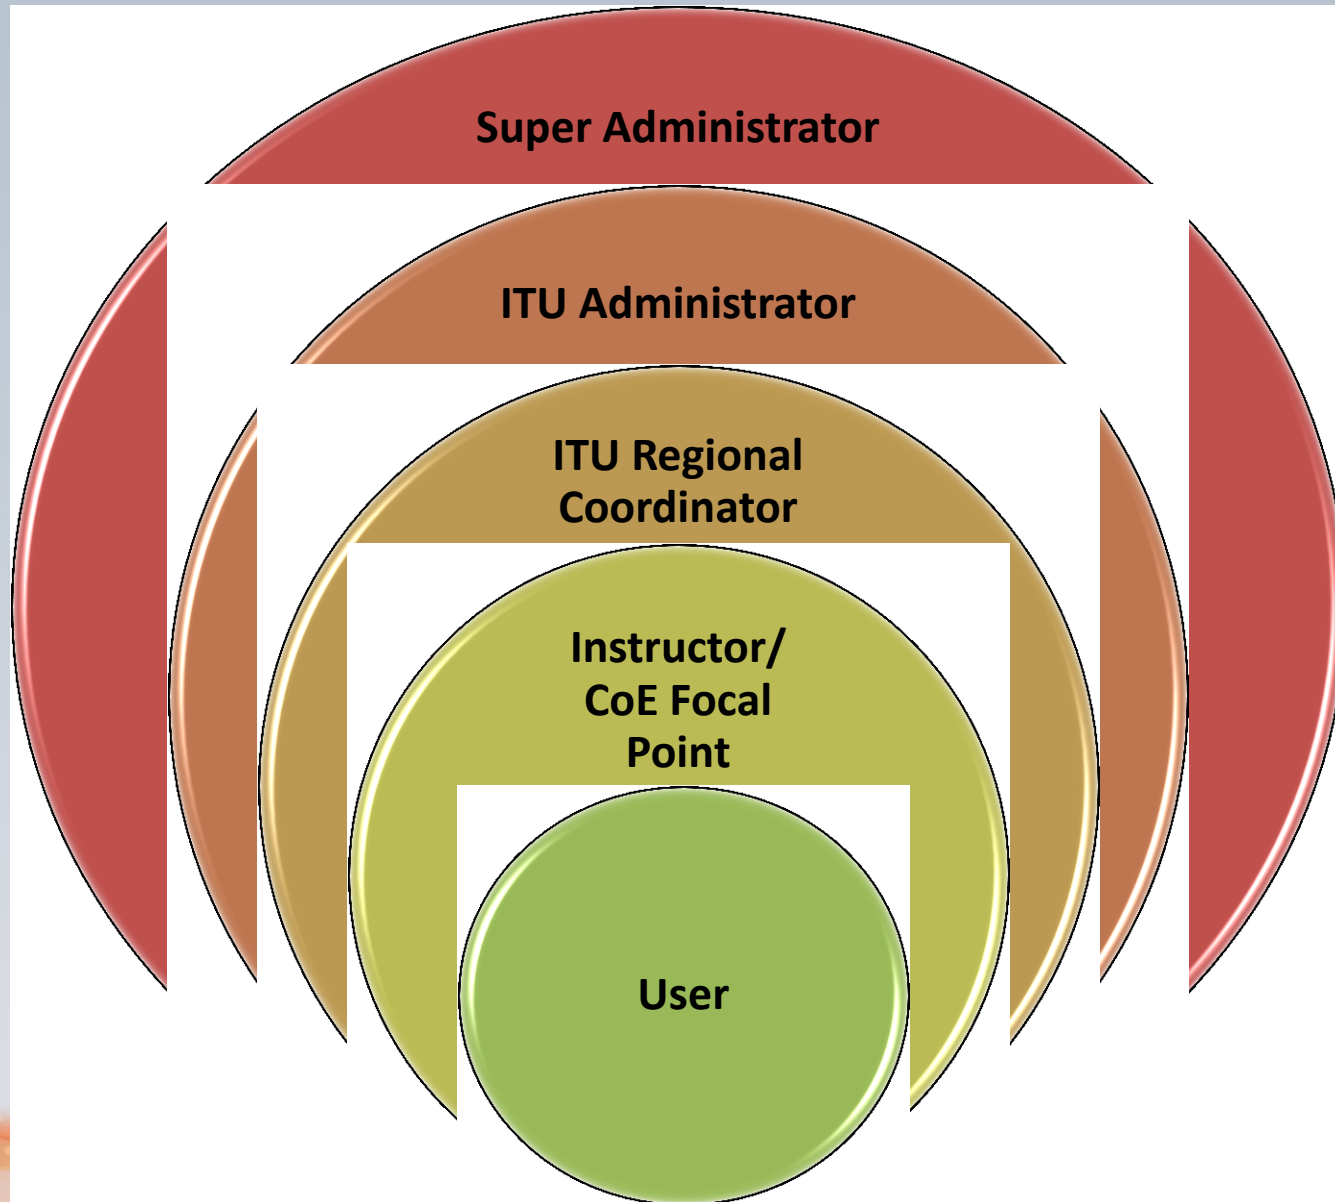 Super Administrator
ITU Administrator
ITU Regional
Coordinator
Instructor/
CoE Focal
Point
User